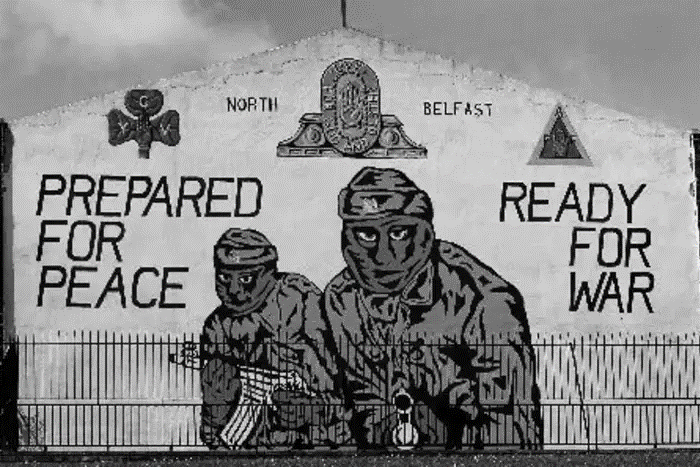 NORTH BELFAST
PREPARED
FOR
PEACE
READY
FOR
WAR